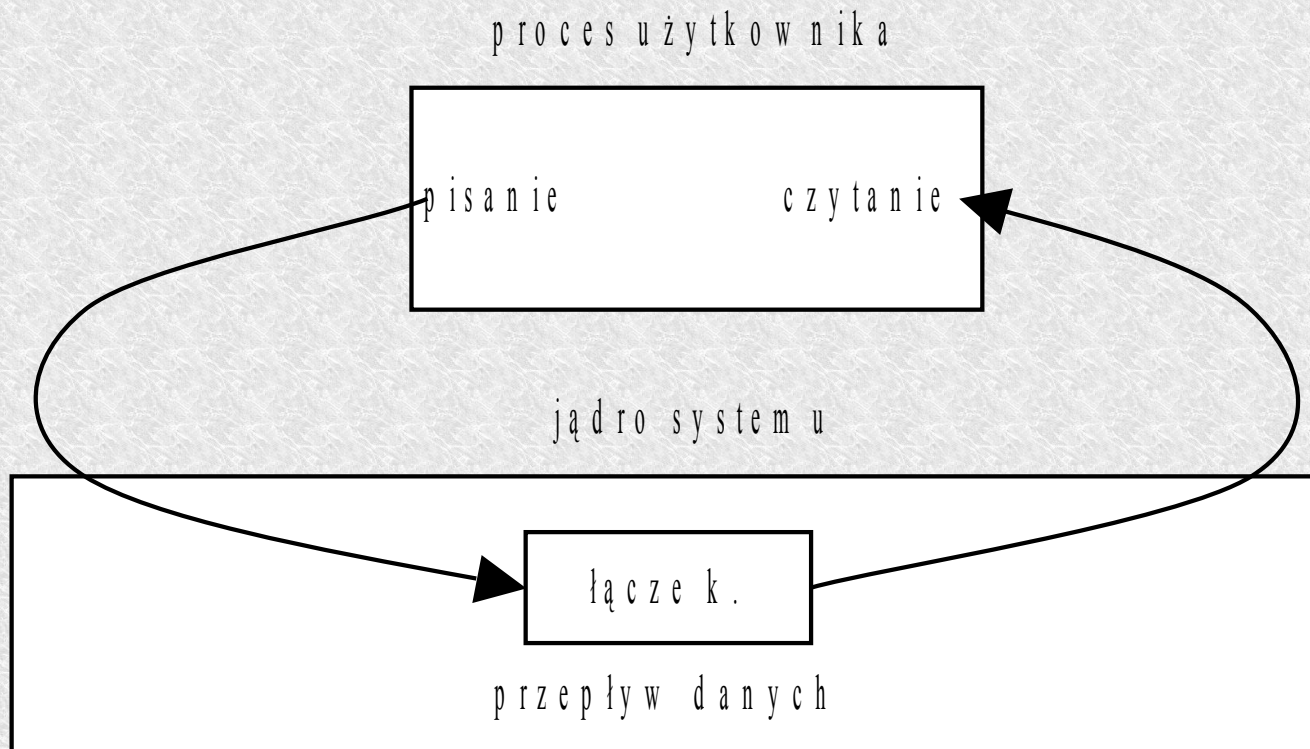 proces użytkownika
pisanie czytanie
jądro systemu
łącze k.
przepływ danych